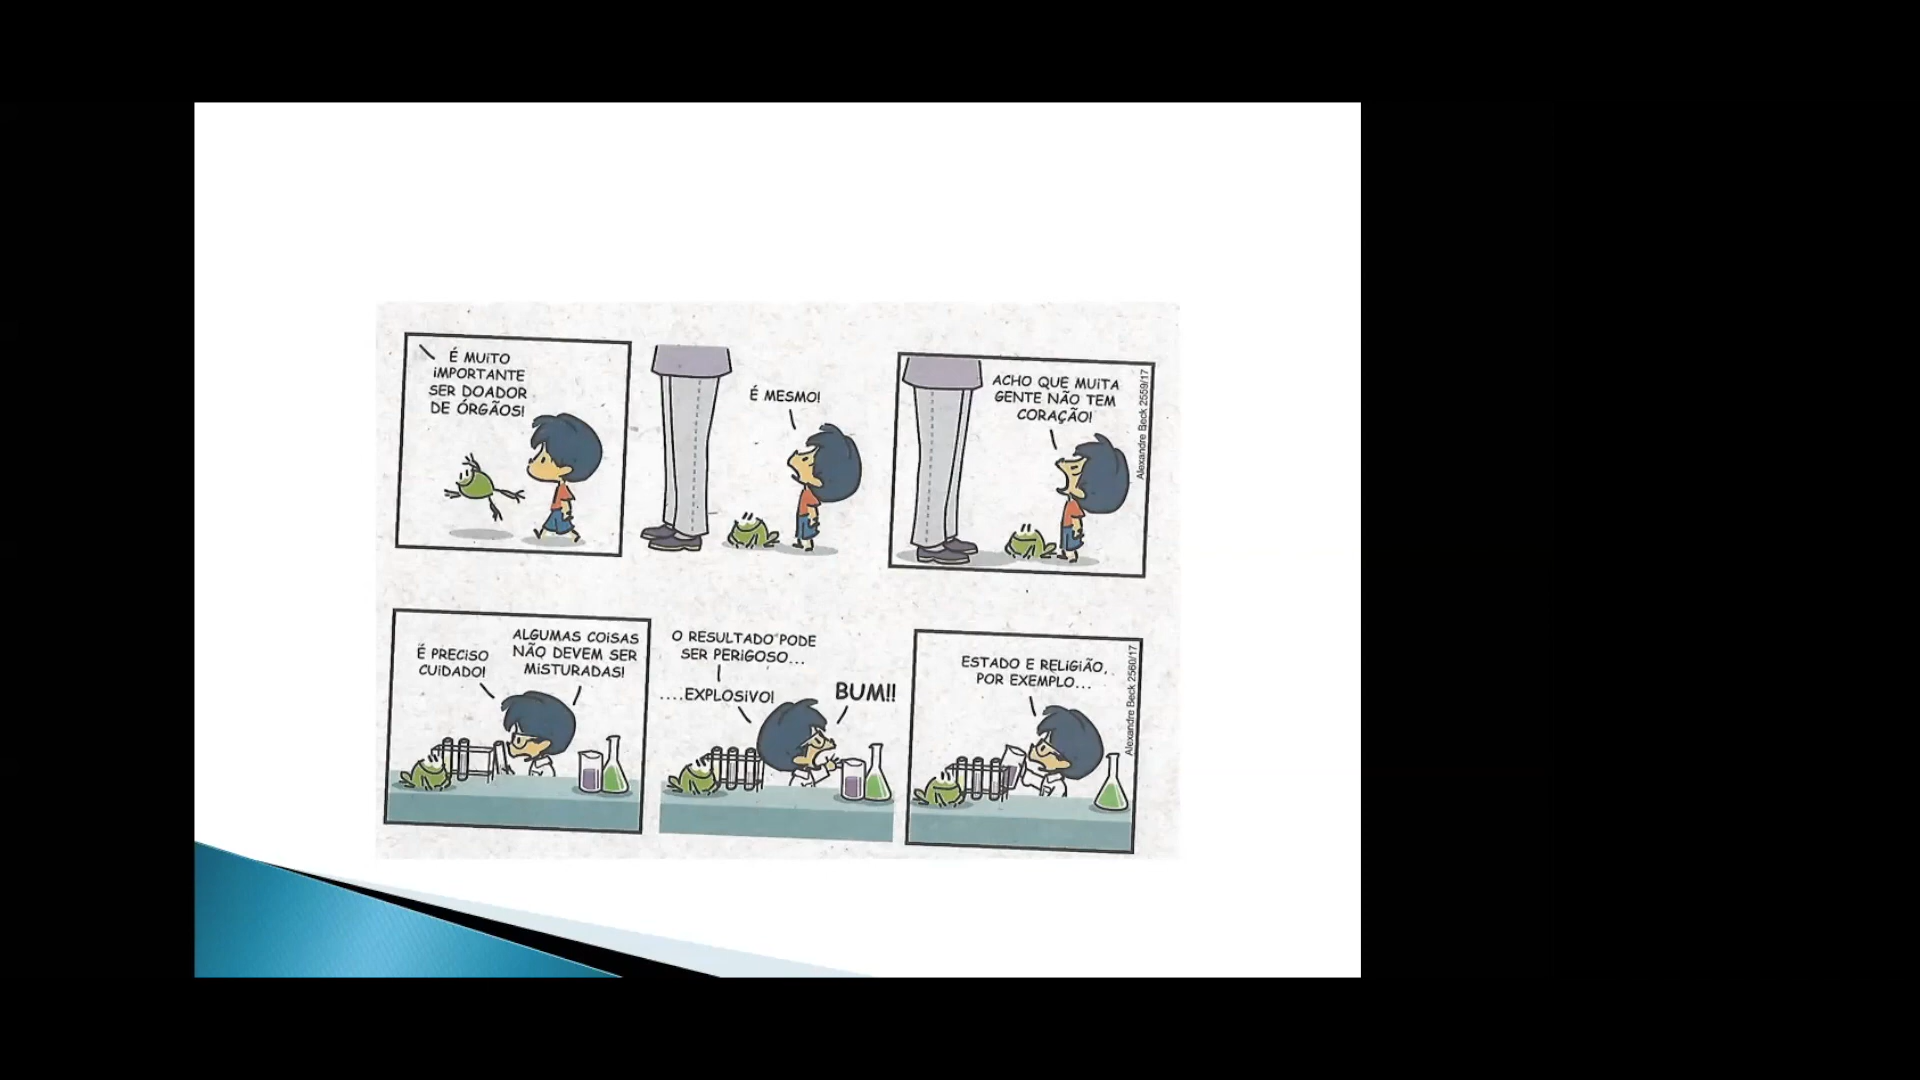 É MUITO
IMPORTANTE
SER DOADOR
DE ÓRGÃOS!
É MESMO!
ACHO QUE MUITA
GENTE NÃO TEM
CORAÇÃO!
Alexandre Beck 2559/17
É PRECISO
CUIDADO!
ALGUMAS COISAS
NÃO DEVEM SER
MISTURADAS!
O RESULTADO PODE
SER PERIGOSO...
....EXPLOSIVO!
BUM!!
ESTADO E RELIGIÃO,
POR EXEMPLO...
Alexandre Beck 2560/17